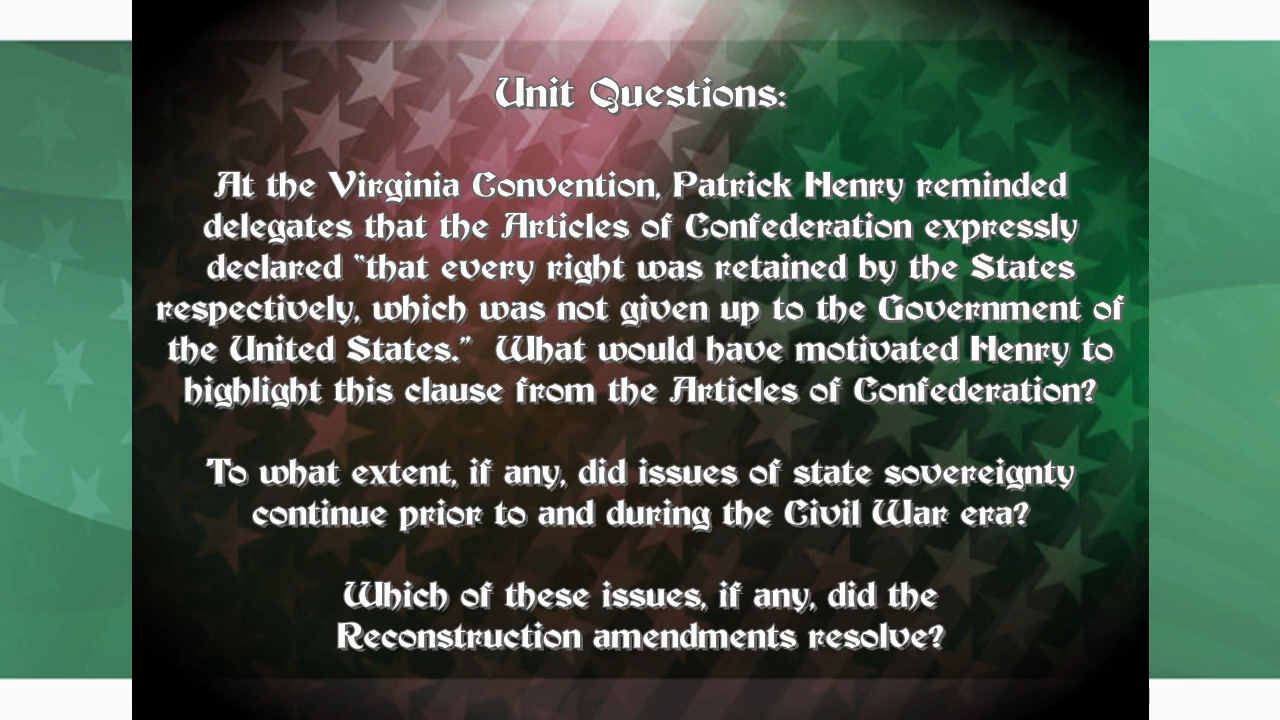 Unit Questions:
At the Virginia Convention, Patrick Henry reminded
delegates that the Articles of Confederation expressly
declared “that every right was retained by the States
respectively, which was not given up to the Government of
the United States.”  What would have motivated Henry to
highlight this clause from the Articles of Confederation?
To what extent, if any, did issues of state sovereignty
continue prior to and during the Civil War era?
Which of these issues, if any, did the
Reconstruction amendments resolve?